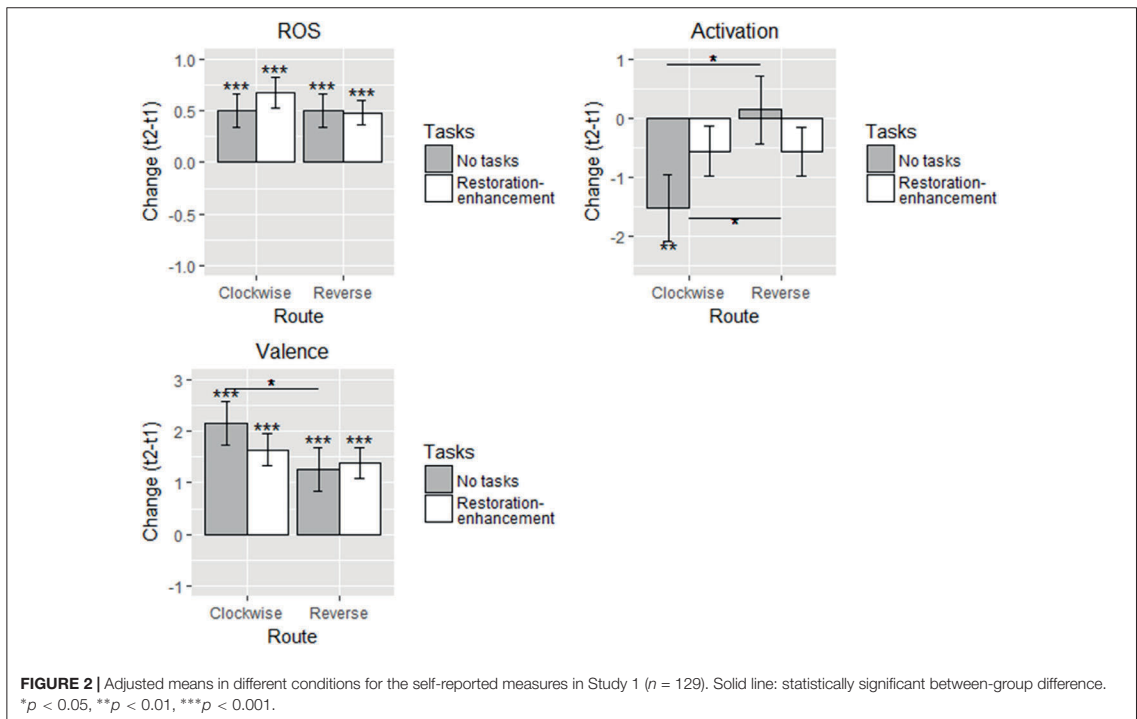 ROS
1.0
0.5
0.0
-0.5
-1.0
Change (t2-t1)
***
***
***
***
Clockwise
Reverse
Route
Tasks
No tasks
Restoration-
enhancement
Activation
1
0
-1
-2
Change (t2-t1)
*
*
**
Clockwise
Reverse
Route
Tasks
No tasks
Restoration-
enhancement
Valence
3
2
1
0
-1
Change (t2-t1)
*
***
***
***
***
Clockwise
Reverse
Route
Tasks
No tasks
Restoration-
enhancement
FIGURE 2 | Adjusted means in different conditions for the self-reported measures in Study 1 (n = 129). Solid line: statistically significant between-group difference.
*p < 0.05, **p < 0.01, ***p < 0.001.